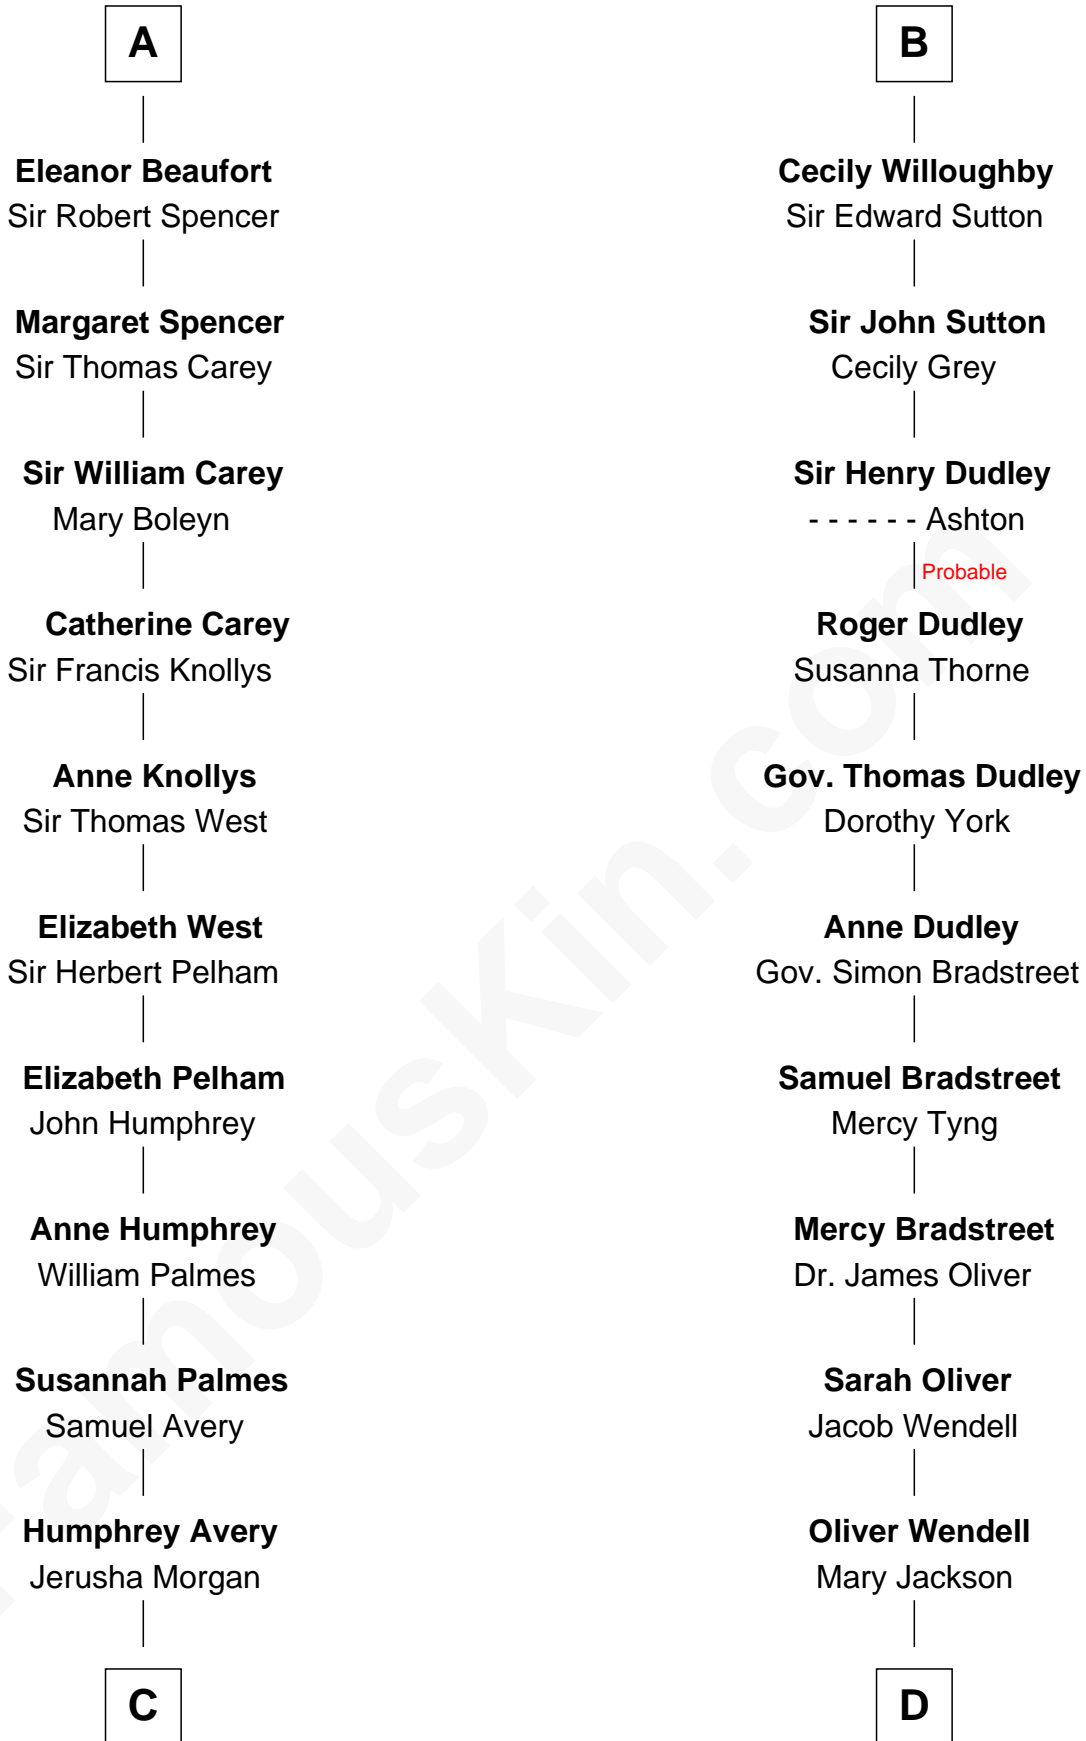 A
Eleanor Beaufort
Sir Robert Spencer
Margaret Spencer
Sir Thomas Carey
Sir William Carey
Mary Boleyn
Catherine Carey
Sir Francis Knollys
Anne Knollys
Sir Thomas West
Elizabeth West
Sir Herbert Pelham
Elizabeth Pelham
John Humphrey
Anne Humphrey
William Palmes
Susannah Palmes
Samuel Avery
Humphrey Avery
Jerusha Morgan
C
B
Cecily Willoughby
Sir Edward Sutton
Sir John Sutton
Cecily Grey
Sir Henry Dudley
- - - - - - Ashton
Probable
Roger Dudley
Susanna Thorne
Gov. Thomas Dudley
Dorothy York
Anne Dudley
Gov. Simon Bradstreet
Samuel Bradstreet
Mercy Tyng
Mercy Bradstreet
Dr. James Oliver
Sarah Oliver
Jacob Wendell
Oliver Wendell
Mary Jackson
D
FamousKin.com